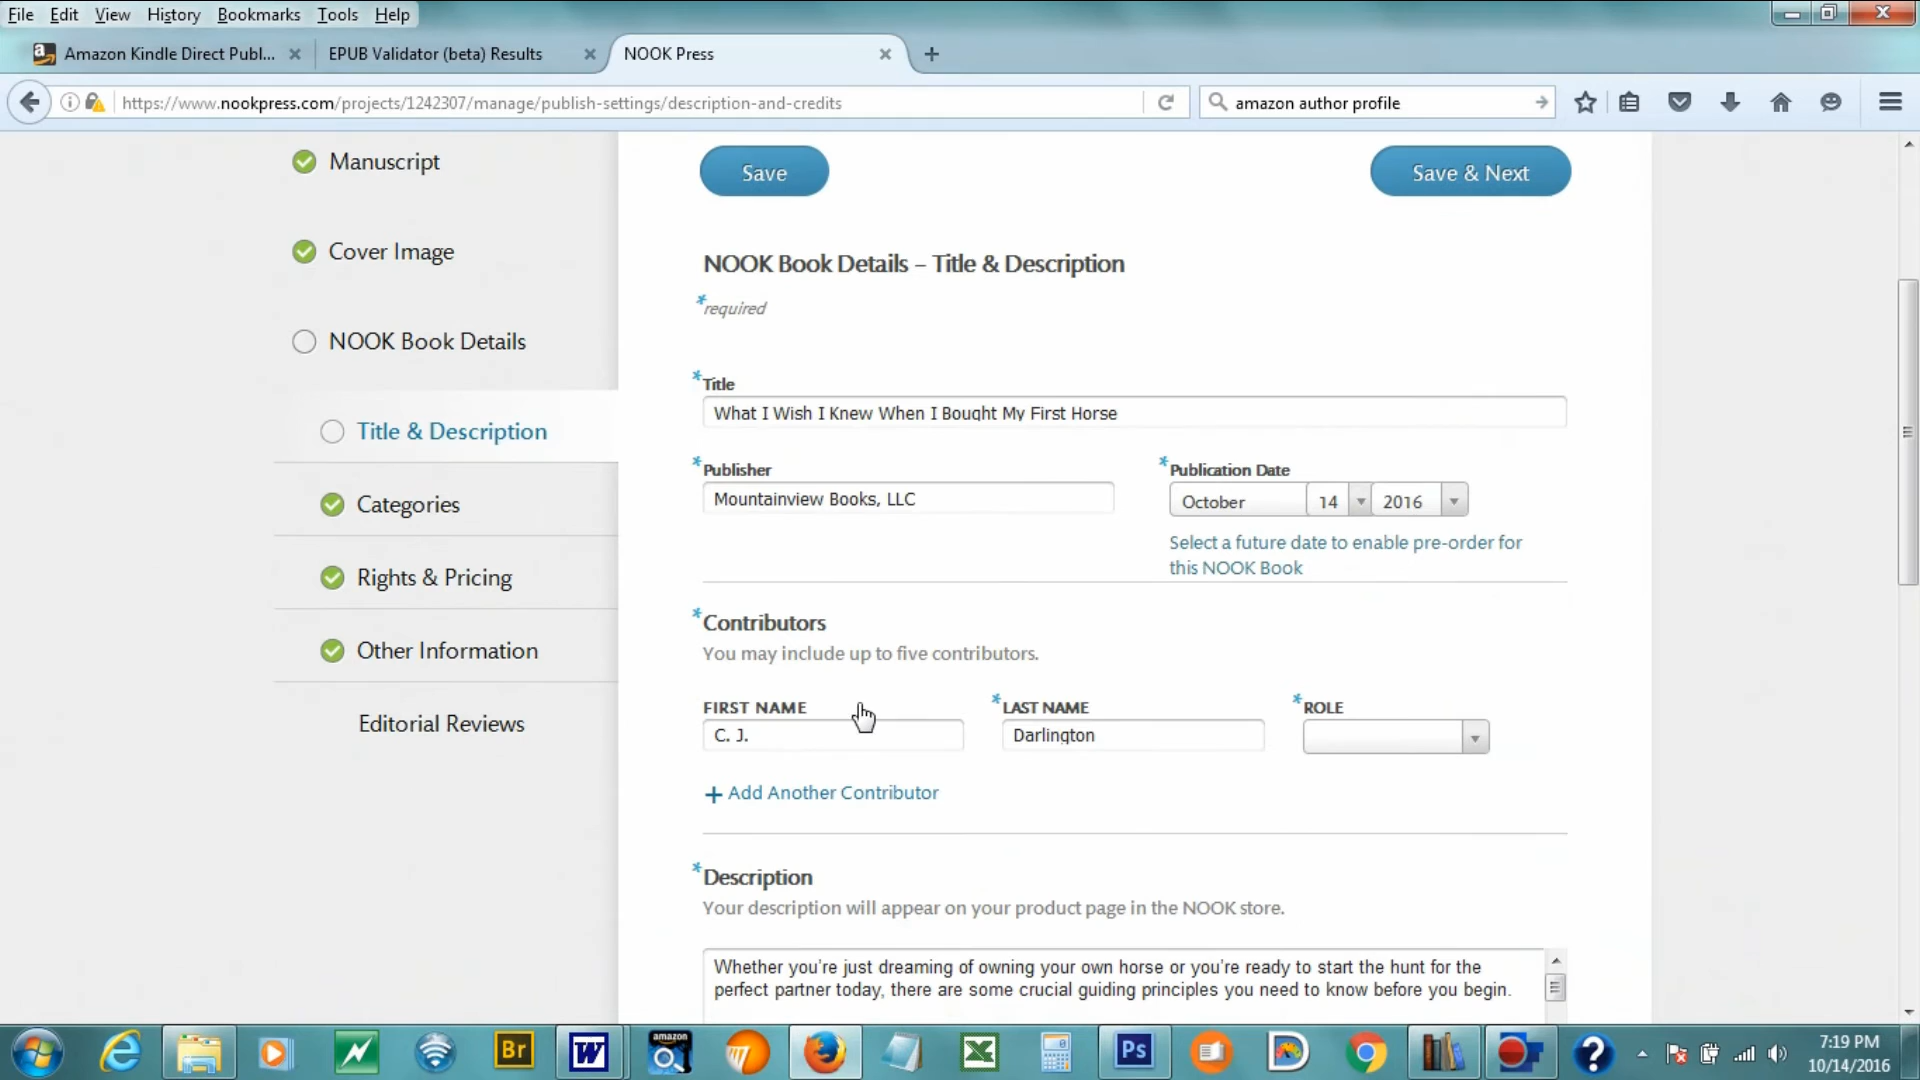 File Edit View History Bookmarks Tools Help
Amazon Kindle Direct Publ...
EPUB Validator (beta) Results
NOOK Press
https://www.nookpress.com/projects/1242307/manage/publish-settings/description-and-credits
amazon author profile
Manuscript
Cover Image
NOOK Book Details
Title & Description
Categories
Rights & Pricing
Other Information
Editorial Reviews
Save
Save & Next
NOOK Book Details – Title & Description
*required
*Title
What I Wish I Knew When I Bought My First Horse
*Publisher
Mountainview Books, LLC
*Publication Date
October 14 2016
Select a future date to enable pre-order for
this NOOK Book
*Contributors
You may include up to five contributors.
FIRST NAME
C. J.
*LAST NAME
Darlington
*ROLE
+ Add Another Contributor
*Description
Your description will appear on your product page in the NOOK store.
Whether you're just dreaming of owning your own horse or you're ready to start the hunt for the
perfect partner today, there are some crucial guiding principles you need to know before you begin.
Br
W
amazon
Ps
7:19 PM
10/14/2016